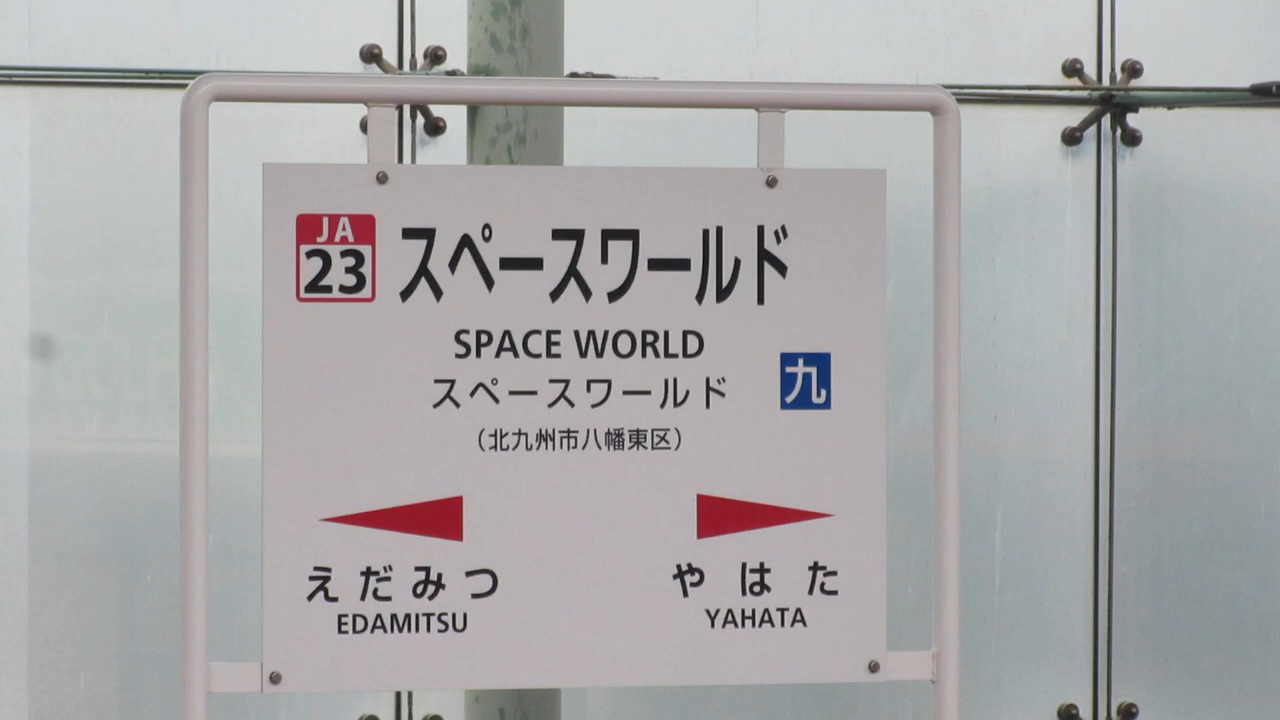 JA
23
スペースワールド
SPACE WORLD
スペースワールド
九
（北九州市八幡東区）
えだみつ
EDAMITSU
やはた
YAHATA